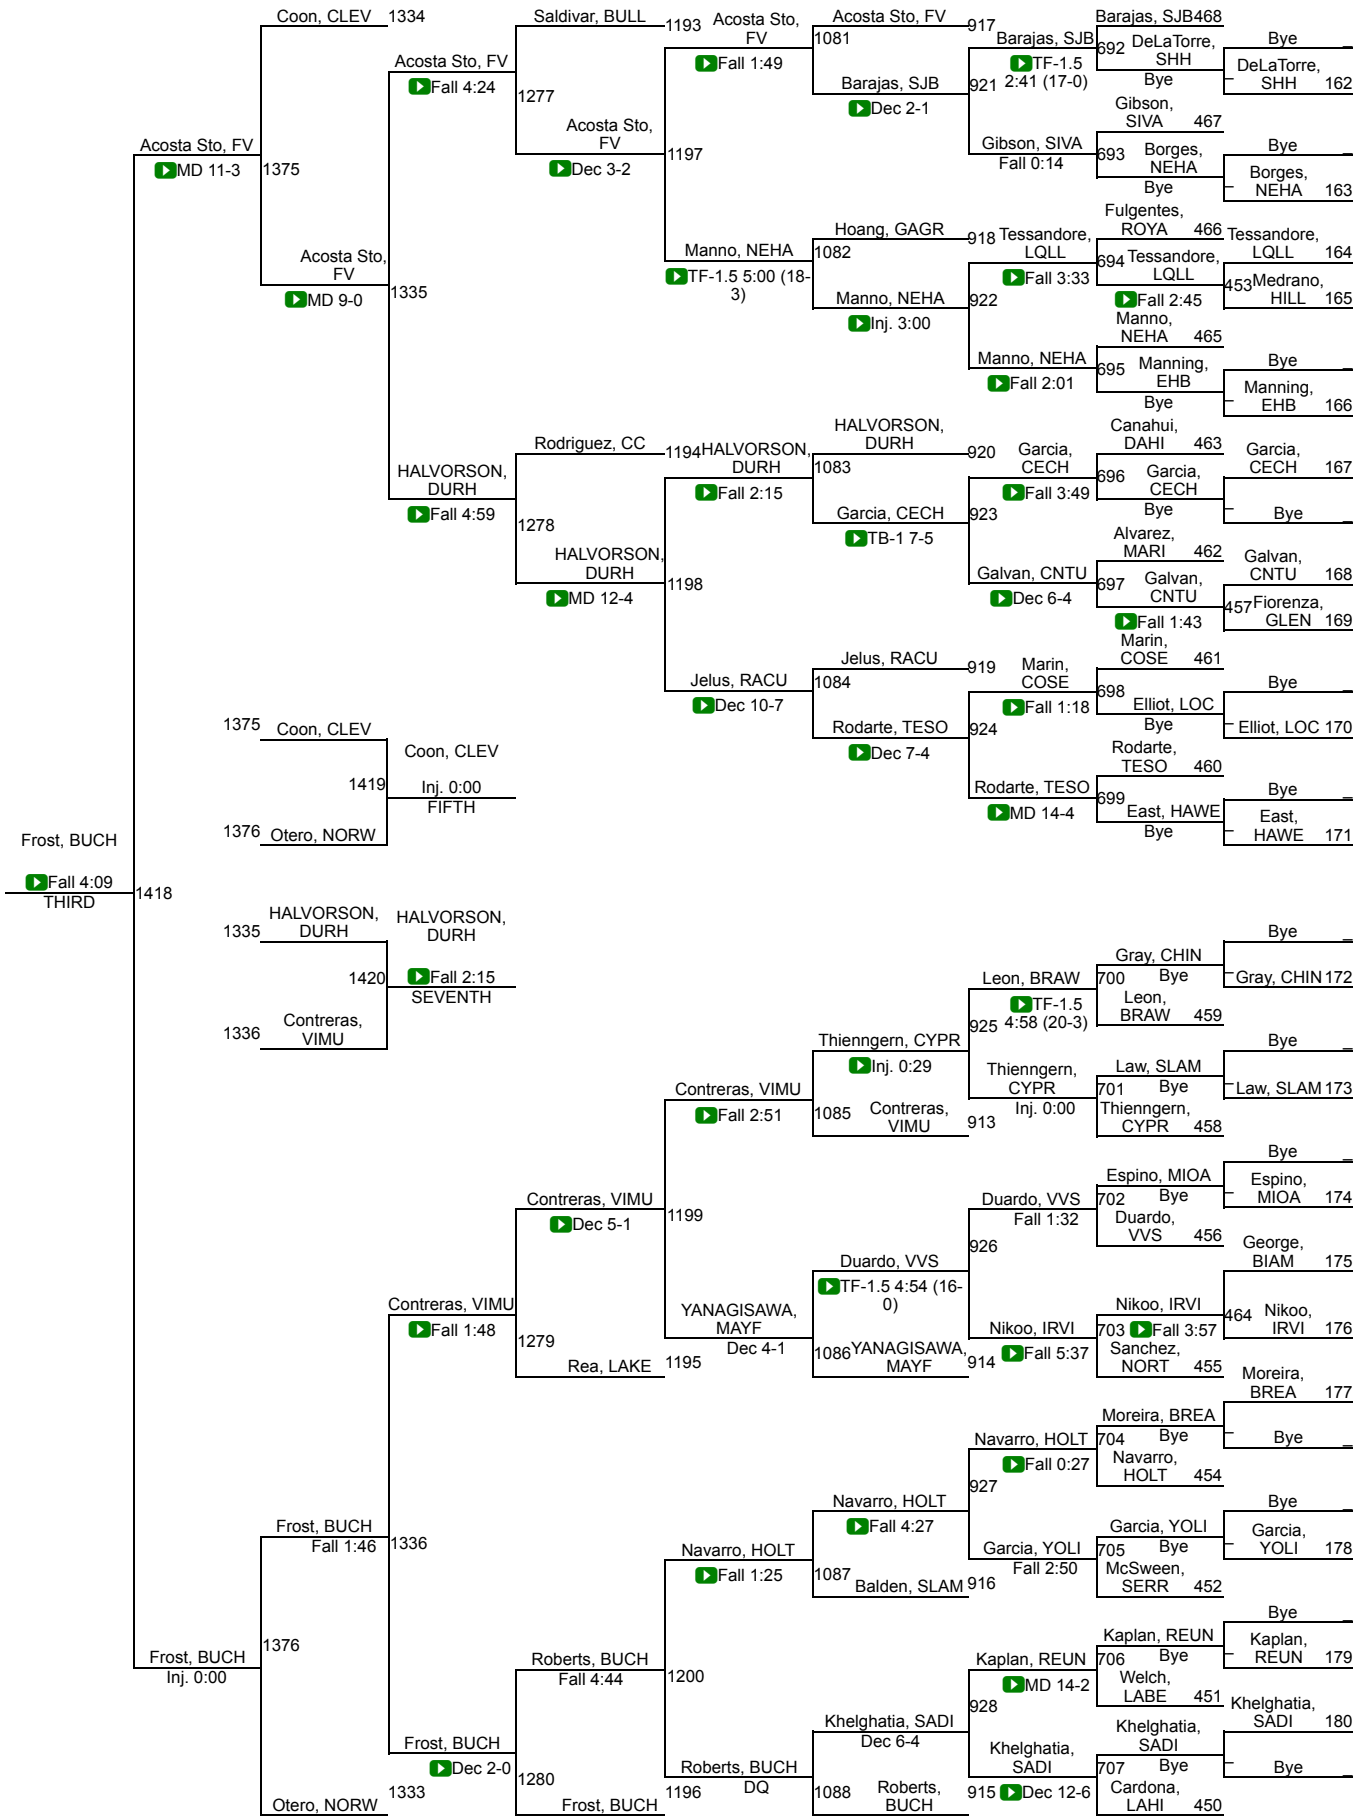 Coon, CLEV 1334
Acosta Sto, FV
MD 11-3
1375
Acosta Sto,
FV
MD 9-0
Acosta Sto, FV
Fall 4:24
1335
HALVORSON,
DURH
Fall 4:59
Saldivar, BULL 1193
1277
Acosta Sto,
FV
Dec 3-2
Rodriguez, CC 1194
1278
HALVORSON,
DURH
MD 12-4
Acosta Sto,
FV
Fall 1:49
1197
Manno, NEHA
TF-1.5 5:00 (18-
3)
HALVORSON,
DURH
Fall 2:15
1198
Jelus, RACU
Dec 10-7
Acosta Sto, FV 917
1081
Barajas, SJB
Dec 2-1
Hoang, GAGR 918
1082
Manno, NEHA
Inj. 3:00
HALVORSON,
DURH 920
1083
Garcia, CECH
TB-1 7-5
Jelus, RACU 919
1084
Rodarte, TESO
Dec 7-4
Barajas, SJB
TF-1.5
2:41 (17-0)
921
Gibson, SIVA
Fall 0:14
Tessandore,
LQLL
Fall 3:33
922
Manno, NEHA
Fall 2:01
Garcia,
CECH
Fall 3:49
923
Galvan, CNTU
Dec 6-4
Marin,
COSE
Fall 1:18
924
Rodarte, TESO
MD 14-4
Barajas, SJB 468
692 DeLaTorre,
SHH
Bye
Gibson,
SIVA 467
693 Borges,
NEHA
Bye
Fulgentes,
ROYA 466
694 Tessandore,
LQLL
Fall 2:45
Manno,
NEHA 465
695 Manning,
EHB
Bye
Canahui,
DAHI 463
696 Garcia,
CECH
Bye
Alvarez,
MARI 462
697 Galvan,
CNTU
Fall 1:43
Marin,
COSE 461
698 Elliot, LOC
Bye
Rodarte,
TESO 460
699 East, HAWE
Bye
Bye _
_ DeLaTorre,
SHH 162
Bye _
_ Borges,
NEHA 163
Tessandore,
LQLL 164
453 Medrano,
HILL 165
Bye _
_ Manning,
EHB 166
Garcia,
CECH 167
_ Bye _
Galvan,
CNTU 168
457 Fiorenza,
GLEN 169
Bye _
_ Elliot, LOC 170
Bye _
_ East,
HAWE 171
1375 Coon, CLEV
1419
1376 Otero, NORW
Coon, CLEV
Inj. 0:00
FIFTH
Frost, BUCH
Fall 4:09
THIRD
1418
1335 HALVORSON,
DURH
1420
1336 Contreras,
VIMU
HALVORSON,
DURH
Fall 2:15
SEVENTH
Frost, BUCH
Inj. 0:00
1376
Frost, BUCH
Fall 1:46
Otero, NORW 1333
1336
Contreras, VIMU
Fall 1:48
Frost, BUCH
Dec 2-0
Contreras, VIMU
Dec 5-1
1279
Rea, LAKE 1195
Roberts, BUCH
Fall 4:44
1280
Frost, BUCH 1196
Contreras, VIMU
Fall 2:51
1199
YANAGISAWA,
MAYF
Dec 4-1
Navarro, HOLT
Fall 1:25
1200
Roberts, BUCH
DQ
Thienngern, CYPR
Inj. 0:29
1085 Contreras,
VIMU 913
Duardo, VVS
TF-1.5 4:54 (16-
0)
1086 YANAGISAWA,
MAYF 914
Navarro, HOLT
Fall 4:27
1087
Balden, SLAM 916
Khelghatia, SADI
Dec 6-4
1088 Roberts,
BUCH 915
Leon, BRAW
TF-1.5
4:58 (20-3)
925
Thienngern,
CYPR
Inj. 0:00
Duardo, VVS
Fall 1:32
926
Nikoo, IRVI
Fall 5:37
Navarro, HOLT
Fall 0:27
927
Garcia, YOLI
Fall 2:50
Kaplan, REUN
MD 14-2
928
Khelghatia,
SADI
Dec 12-6
Gray, CHIN
700 Bye
Leon,
BRAW 459
Law, SLAM
701 Bye
Thienngern,
CYPR 458
Espino, MIOA
702 Bye
Duardo,
VVS 456
Nikoo, IRVI
703 Fall 3:57
Sanchez,
NORT 455
Moreira, BREA
704 Bye
Navarro,
HOLT 454
Garcia, YOLI
705 Bye
McSween,
SERR 452
Kaplan, REUN
706 Bye
Welch,
LABE 451
Khelghatia,
SADI
707 Bye
Cardona,
LAHI 450
Bye _
_ Gray, CHIN 172
Bye _
_ Law, SLAM 173
Bye _
_ Espino,
MIOA 174
George,
BIAM 175
464 Nikoo,
IRVI 176
Moreira,
BREA 177
_ Bye _
Bye _
_ Garcia,
YOLI 178
Bye _
_ Kaplan,
REUN 179
Khelghatia,
SADI 180
_ Bye _